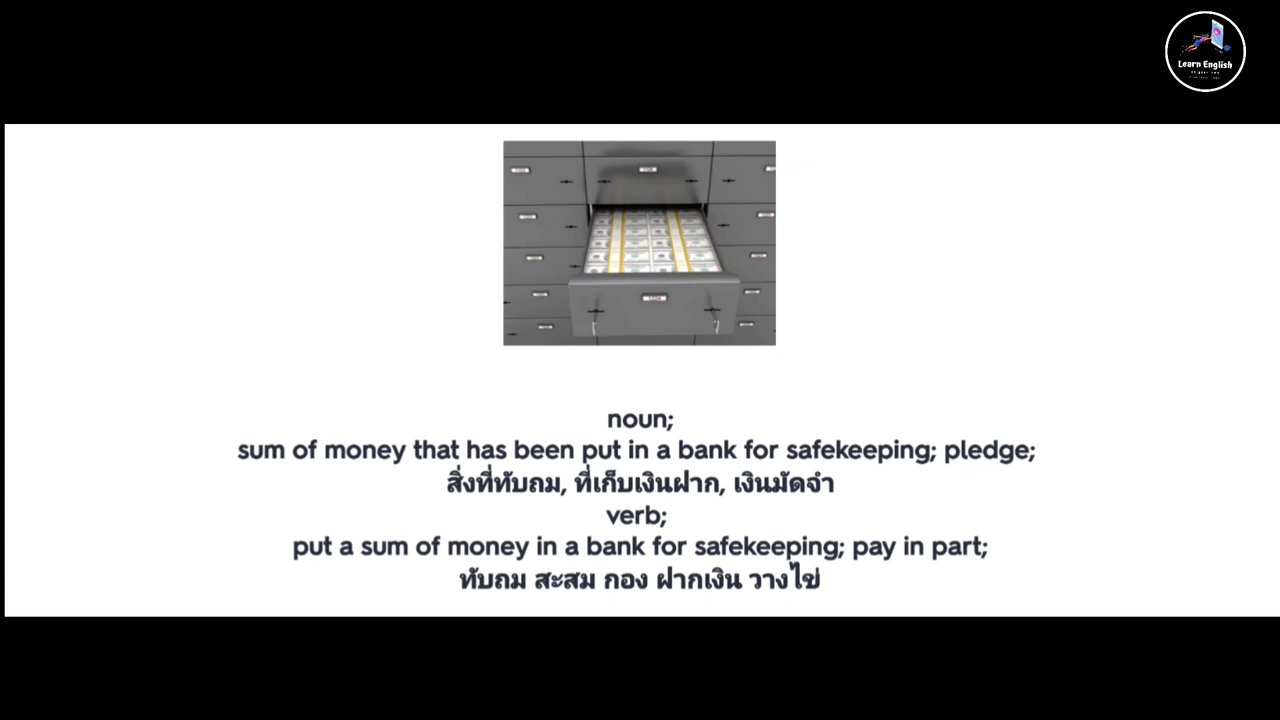 Learn English
noun;
sum of money that has been put in a bank for safekeeping; pledge;
สิ่งที่ทับถม, ที่เก็บเงินฝาก, เงินมัดจำ
verb;
put a sum of money in a bank for safekeeping; pay in part;
ทับถม สะสม กอง ฝากเงิน วางไข่